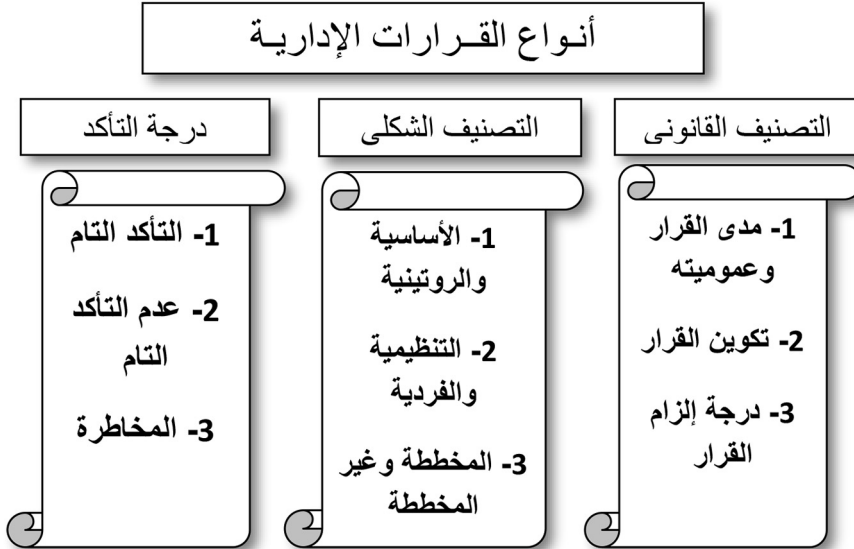 أنـواع القــرارات الإداريـة
التصنيف القانونى
1- مدى القرار
وعموميته
2- تكوين القرار
3- درجة إلزام
القرار
التصنيف الشكلى
1- الأساسية
والروتينية
2- التنظيمية
والفردية
3- المخططة وغير
المخططة
درجة التأكد
1- التأكد التام
2- عدم التأكد
التام
3- المخاطرة